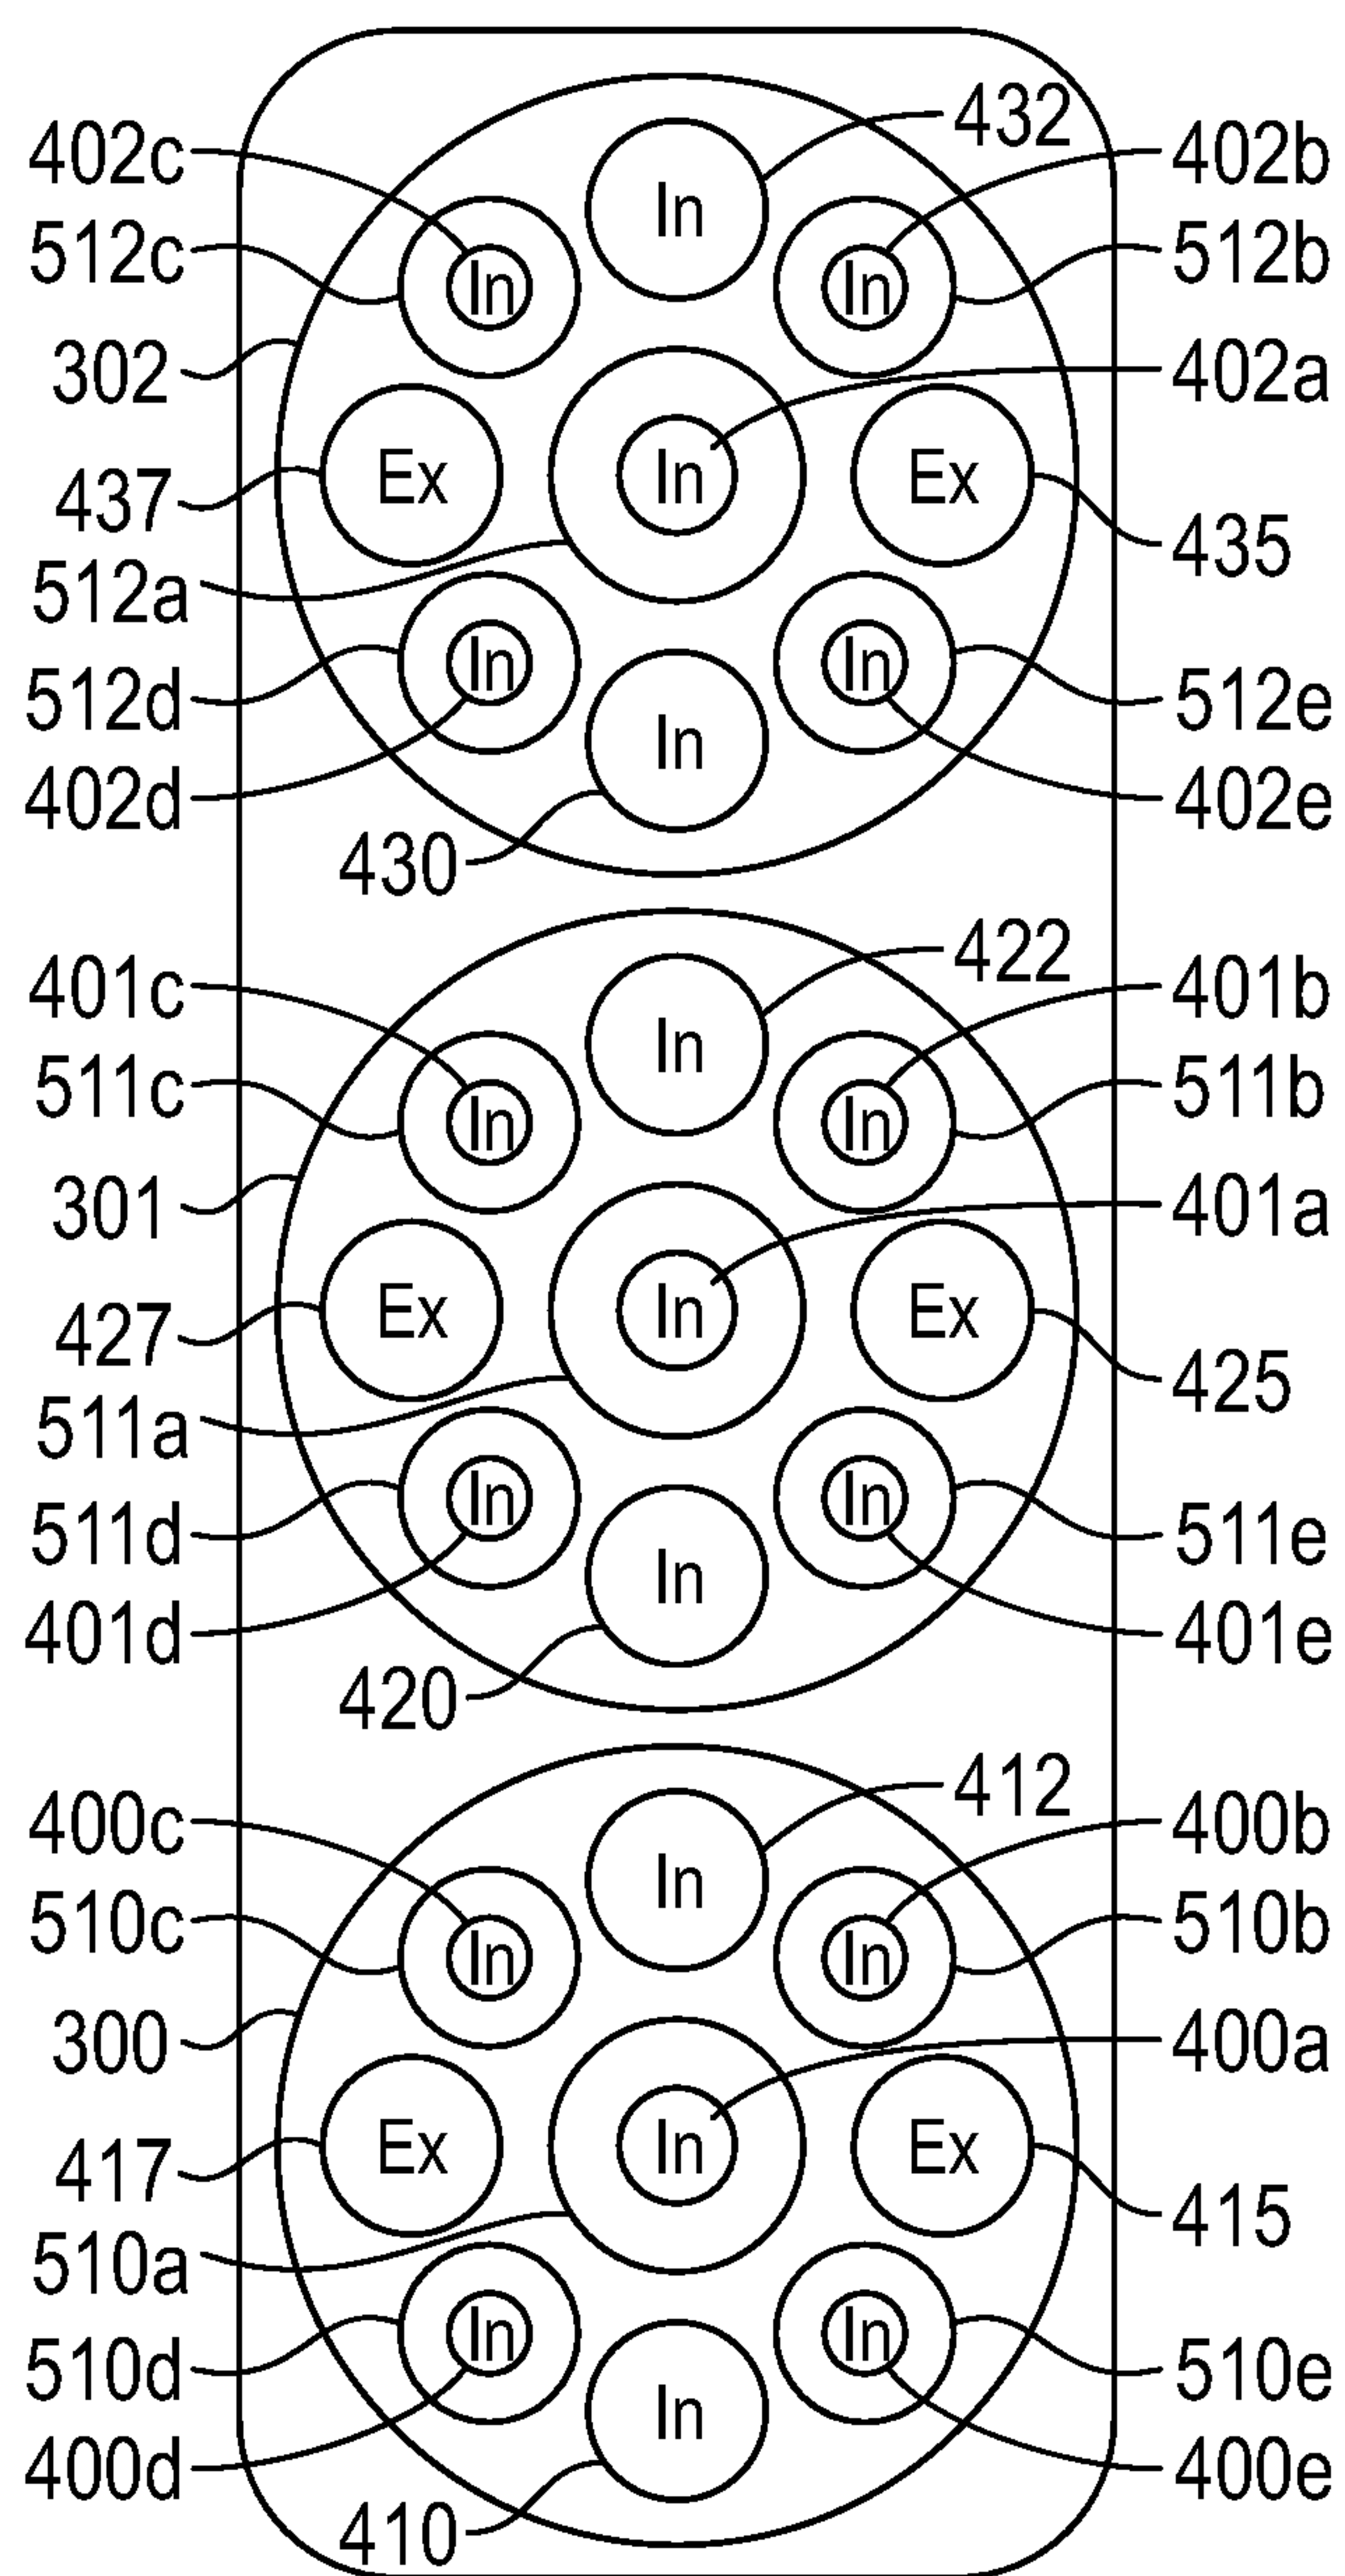 432
402c
402b
In
512c
512b
In
In
302
402a
In
437
Ex
Ex
435
512a
512d
In
In
512e
In
402d
402e
430
422
401c
401b
In
511c
511b
In
In
301
401a
In
427
Ex
Ex
425
511a
511d
In
In
511e
In
401d
401e
420
412
400c
400b
In
510c
510b
In
In
300
400a
In
417
Ex
Ex
415
510a
510d
In
In
510e
In
400d
400e
410